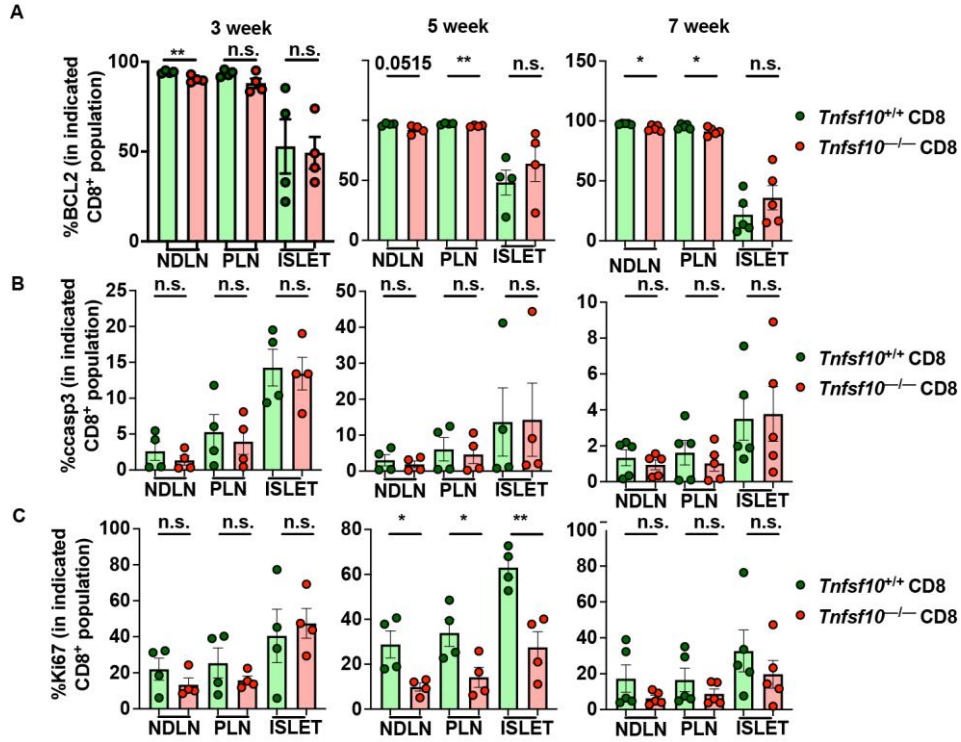 A
3 week
5 week
7 week
%BCL2 (in indicated
CD8+ population)
100
50
0
** n.s. n.s.
NDLN PLN ISLET
0.0515 ** n.s.
50
0
NDLN PLN ISLET
150
100
50
0
* * n.s.
NDLN PLN ISLET
Tnfsf10+/+ CD8
Tnfsf10—/— CD8
B
%ccasp3 (in indicated
CD8+ population)
25
20
15
10
5
0
n.s. n.s. n.s.
NDLN PLN ISLET
50
40
30
20
10
0
n.s. n.s. n.s.
NDLN PLN ISLET
8
6
4
2
0
n.s. n.s. n.s.
NDLN PLN ISLET
Tnfsf10+/+ CD8
Tnfsf10—/— CD8
C
%Ki67 (in indicated
CD8+ population)
100
80
60
40
20
0
n.s. n.s. n.s.
NDLN PLN ISLET
80
60
40
20
0
* * **
NDLN PLN ISLET
100
80
60
40
20
0
n.s. n.s. n.s.
NDLN PLN ISLET
Tnfsf10+/+ CD8
Tnfsf10—/— CD8